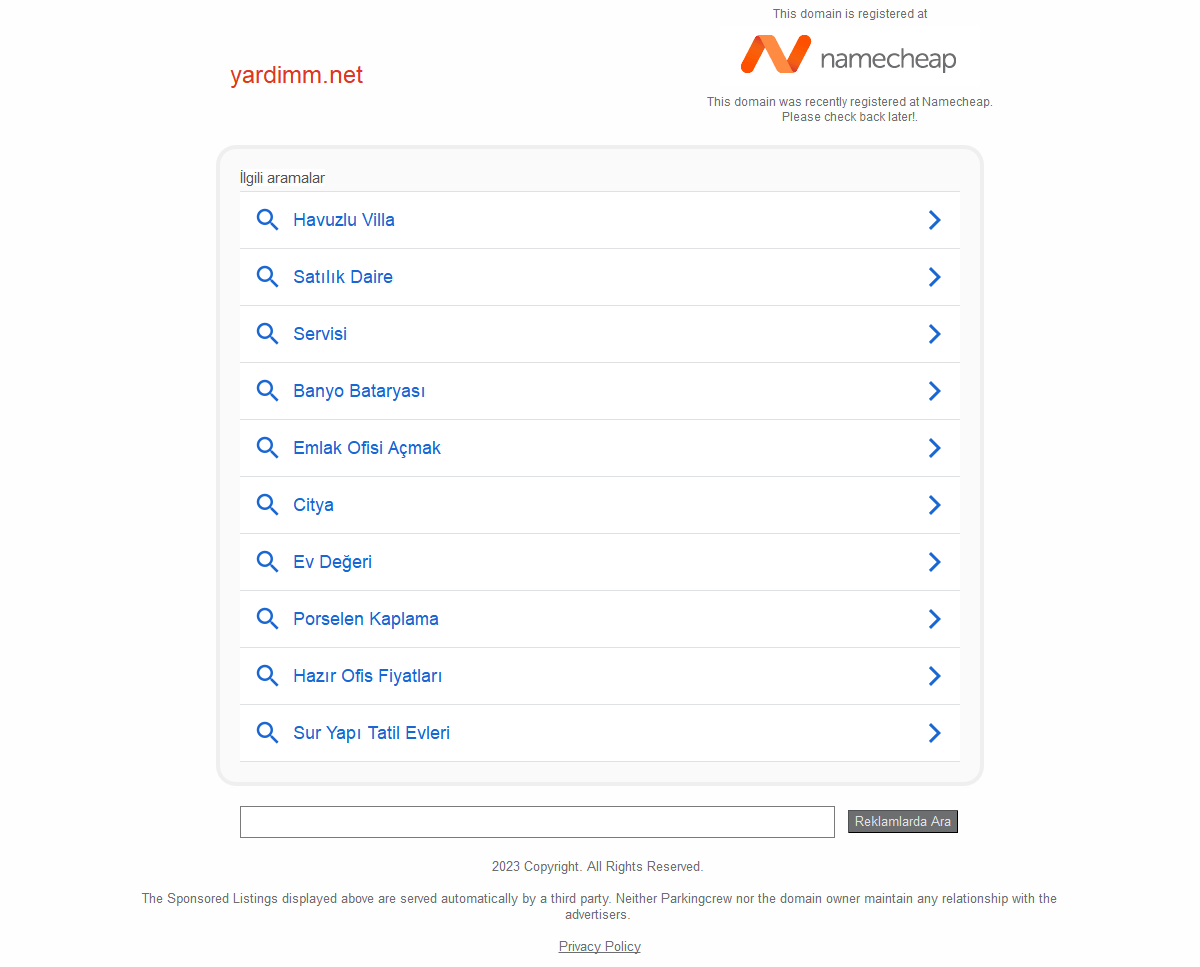 This domain is registered at
namecheap
yardimm.net
This domain was recently registered at Namecheap.
Please check back later!.
İlgili aramalar
Havuzlu Villa
Satılık Daire
Servisi
Banyo Bataryası
Emlak Ofisi Açmak
Citya
Ev Değeri
Porselen Kaplama
Hazır Ofis Fiyatları
Sur Yapı Tatil Evleri
Reklamlarda Ara
2023 Copyright. All Rights Reserved.
The Sponsored Listings displayed above are served automatically by a third party. Neither Parkingcrew nor the domain owner maintain any relationship with the
advertisers.
Privacy Policy